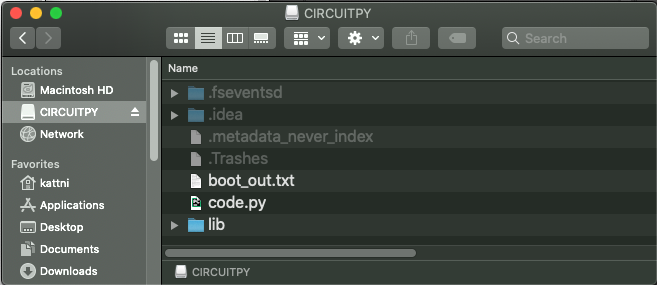 CIRCUITPY
Search
Locations
Macintosh HD
CIRCUITPY
Network
Favorites
kattni
Applications
Desktop
Documents
Downloads
Name
.fseventsd
.idea
.metadata_never_index
.Trashes
boot_out.txt
code.py
lib
CIRCUITPY